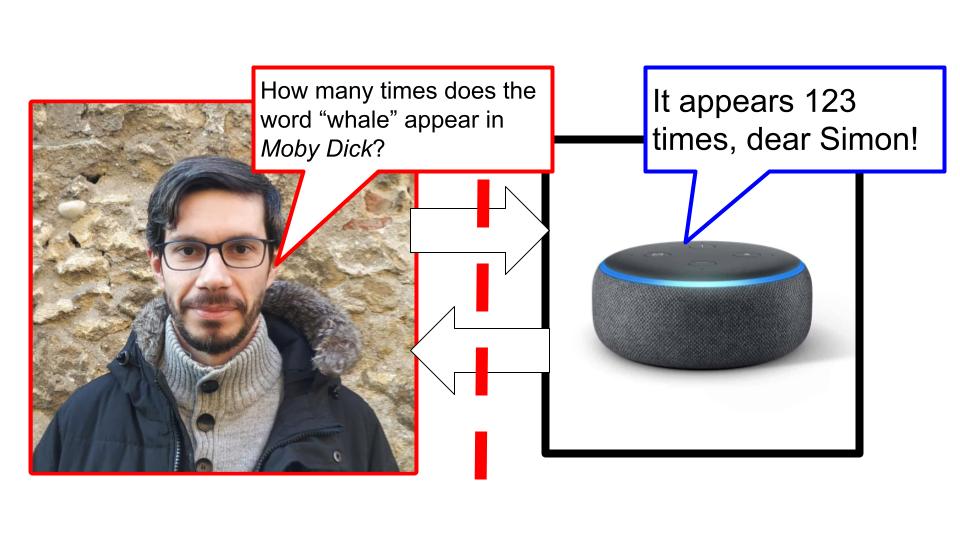 How many times does the
word “whale” appear in
Moby Dick?
It appears 123
times, dear Simon!